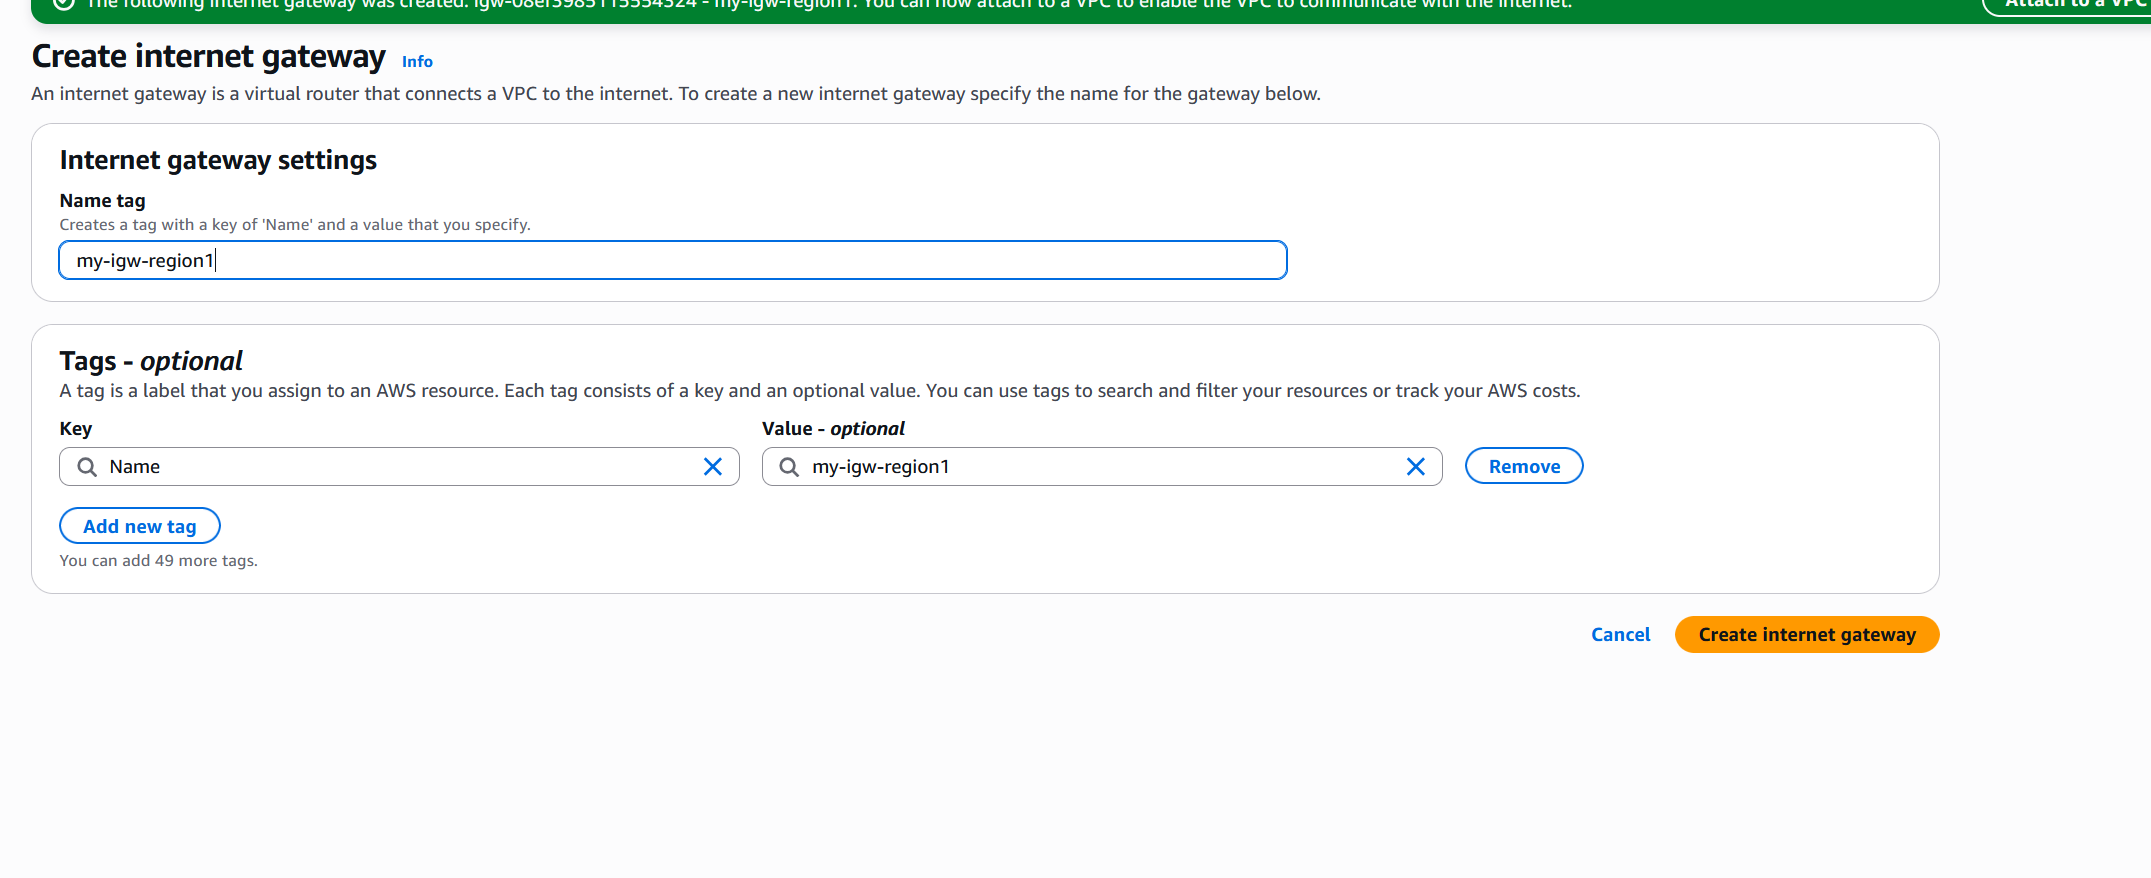 The following internet gateway was created: igw-08ef3985115554324 - my-igw-region1. You can now attach to a VPC to enable the VPC to communicate with the internet.
Attach to a VPC
Create internet gateway Info
An internet gateway is a virtual router that connects a VPC to the internet. To create a new internet gateway specify the name for the gateway below.
Internet gateway settings
Name tag
Creates a tag with a key of 'Name' and a value that you specify.
my-igw-region1
Tags - optional
A tag is a label that you assign to an AWS resource. Each tag consists of a key and an optional value. You can use tags to search and filter your resources or track your AWS costs.
Key Value - optional
Name my-igw-region1 Remove
Add new tag
You can add 49 more tags.
Cancel Create internet gateway